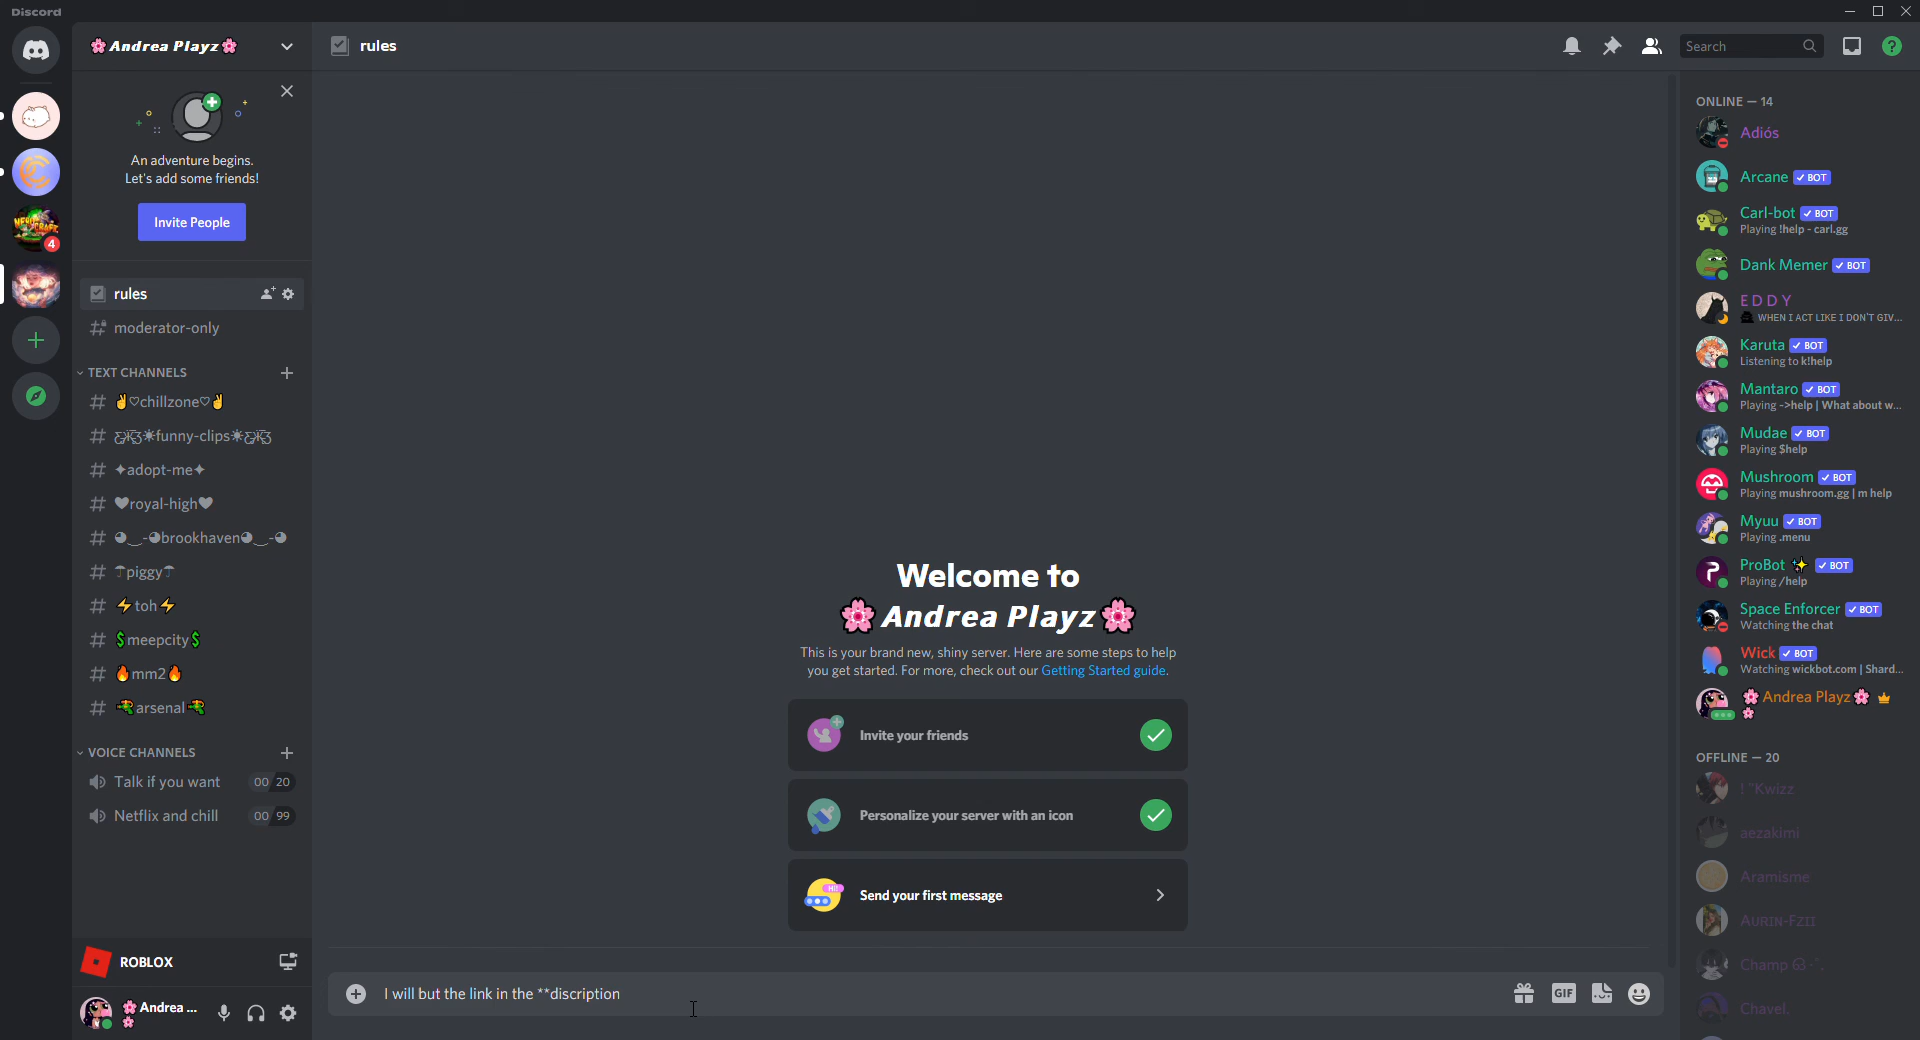 Discord
🌸Andrea Playz🌸
An adventure begins.
Let's add some friends!
Invite People
rules
moderator-only
TEXT CHANNELS
✌♡chillzone♡✌
funny-clips
✦adopt-me✦
♥royal-high♥
◕‿-◕brookhaven◕‿-◕
☂piggy☂
⚡toh⚡
💲meepcity💲
🔥mm2🔥
🔫arsenal🔫
VOICE CHANNELS
Talk if you want 00 20
Netflix and chill 00 99
ROBLOX
🌸Andrea ...
🌸
4
rules
Search
Welcome to
🌸Andrea Playz🌸
This is your brand new, shiny server. Here are some steps to help
you get started. For more, check out our Getting Started guide.
Invite your friends
Personalize your server with an icon
HI!
Send your first message
I will but the link in the **discription
GIF
ONLINE — 14
Adiós
Arcane ✓ BOT
Carl-bot ✓ BOT
Playing !help - carl.gg
Dank Memer ✓ BOT
E D D Y
WHEN I ACT LIKE I DON'T GIV...
Karuta ✓ BOT
Listening to k!help
Mantaro ✓ BOT
Playing ->help | What about w...
Mudae ✓ BOT
Playing $help
Mushroom ✓ BOT
Playing mushroom.gg | m help
Myuu ✓ BOT
Playing .menu
ProBot ✨ ✓ BOT
Playing /help
Space Enforcer ✓ BOT
Watching the chat
Wick ✓ BOT
Watching wickbot.com | Shard...
🌸Andrea Playz🌸
🌸
OFFLINE — 20
! ˜Kwizz
aezakimi
Aramisme
AURIN-FZII
Champ
Chavel.